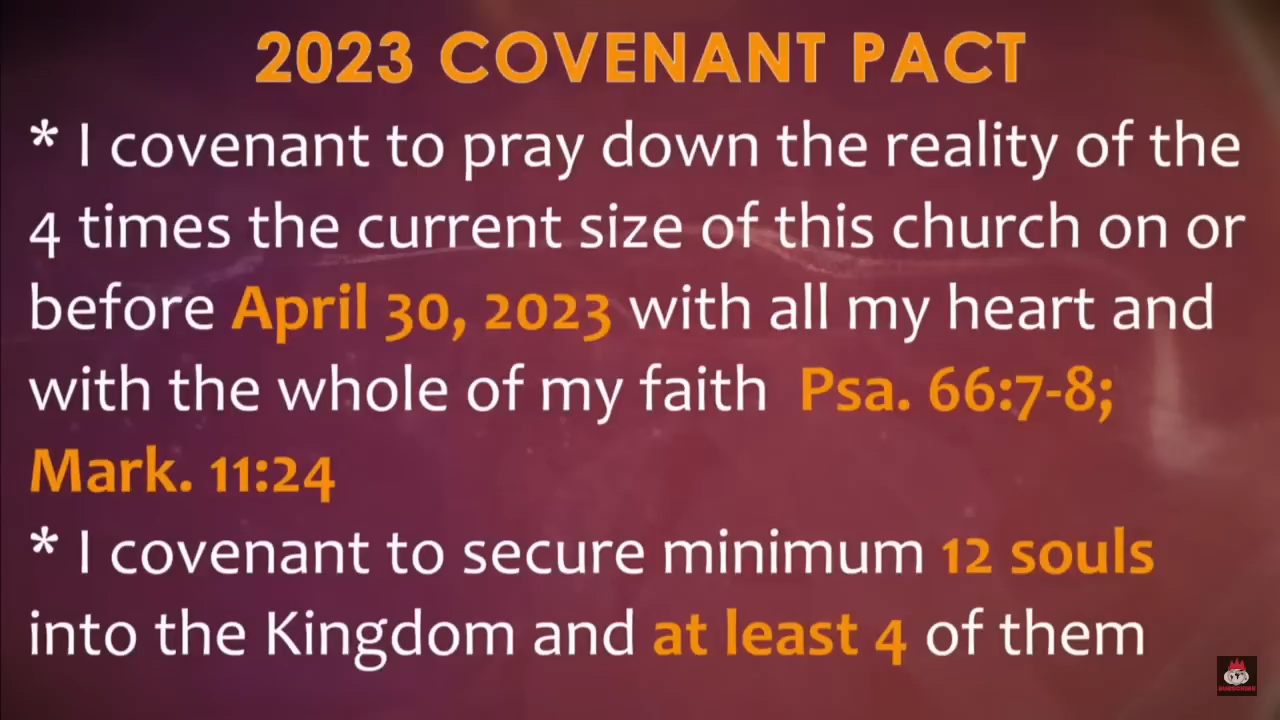 2023 COVENANT PACT
* I covenant to pray down the reality of the
4 times the current size of this church on or
before April 30, 2023 with all my heart and
with the whole of my faith Psa. 66:7-8;
Mark. 11:24
* I covenant to secure minimum 12 souls
into the Kingdom and at least 4 of them